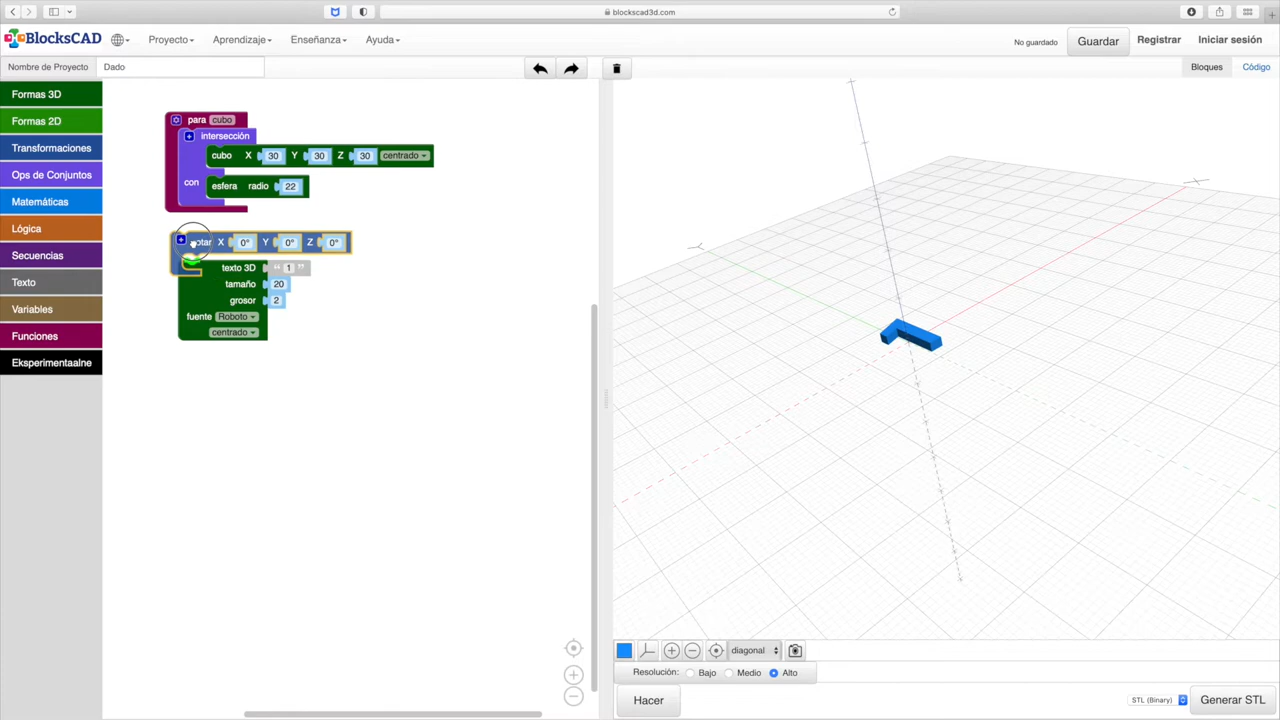 blockscad3d.com
BlocksCAD
Proyecto
Aprendizaje
Enseñanza
Ayuda
No guardado
Guardar
Registrar
Iniciar sesión
Nombre de Proyecto
Dado
Bloques
Código
Formas 3D
Formas 2D
Transformaciones
Ops de Conjuntos
Matemáticas
Lógica
Secuencias
Texto
Variables
Funciones
Eksperimentaalne
para cubo
intersección
cubo X 30 Y 30 Z 30 centrado
con
esfera radio 22
X 0° Y 0° Z 0°
texto 3D “ 1 ”
tamaño 20
grosor 2
fuente Roboto
centrado
diagonal
Resolución: Bajo Medio Alto
Hacer
STL (Binary)
Generar STL